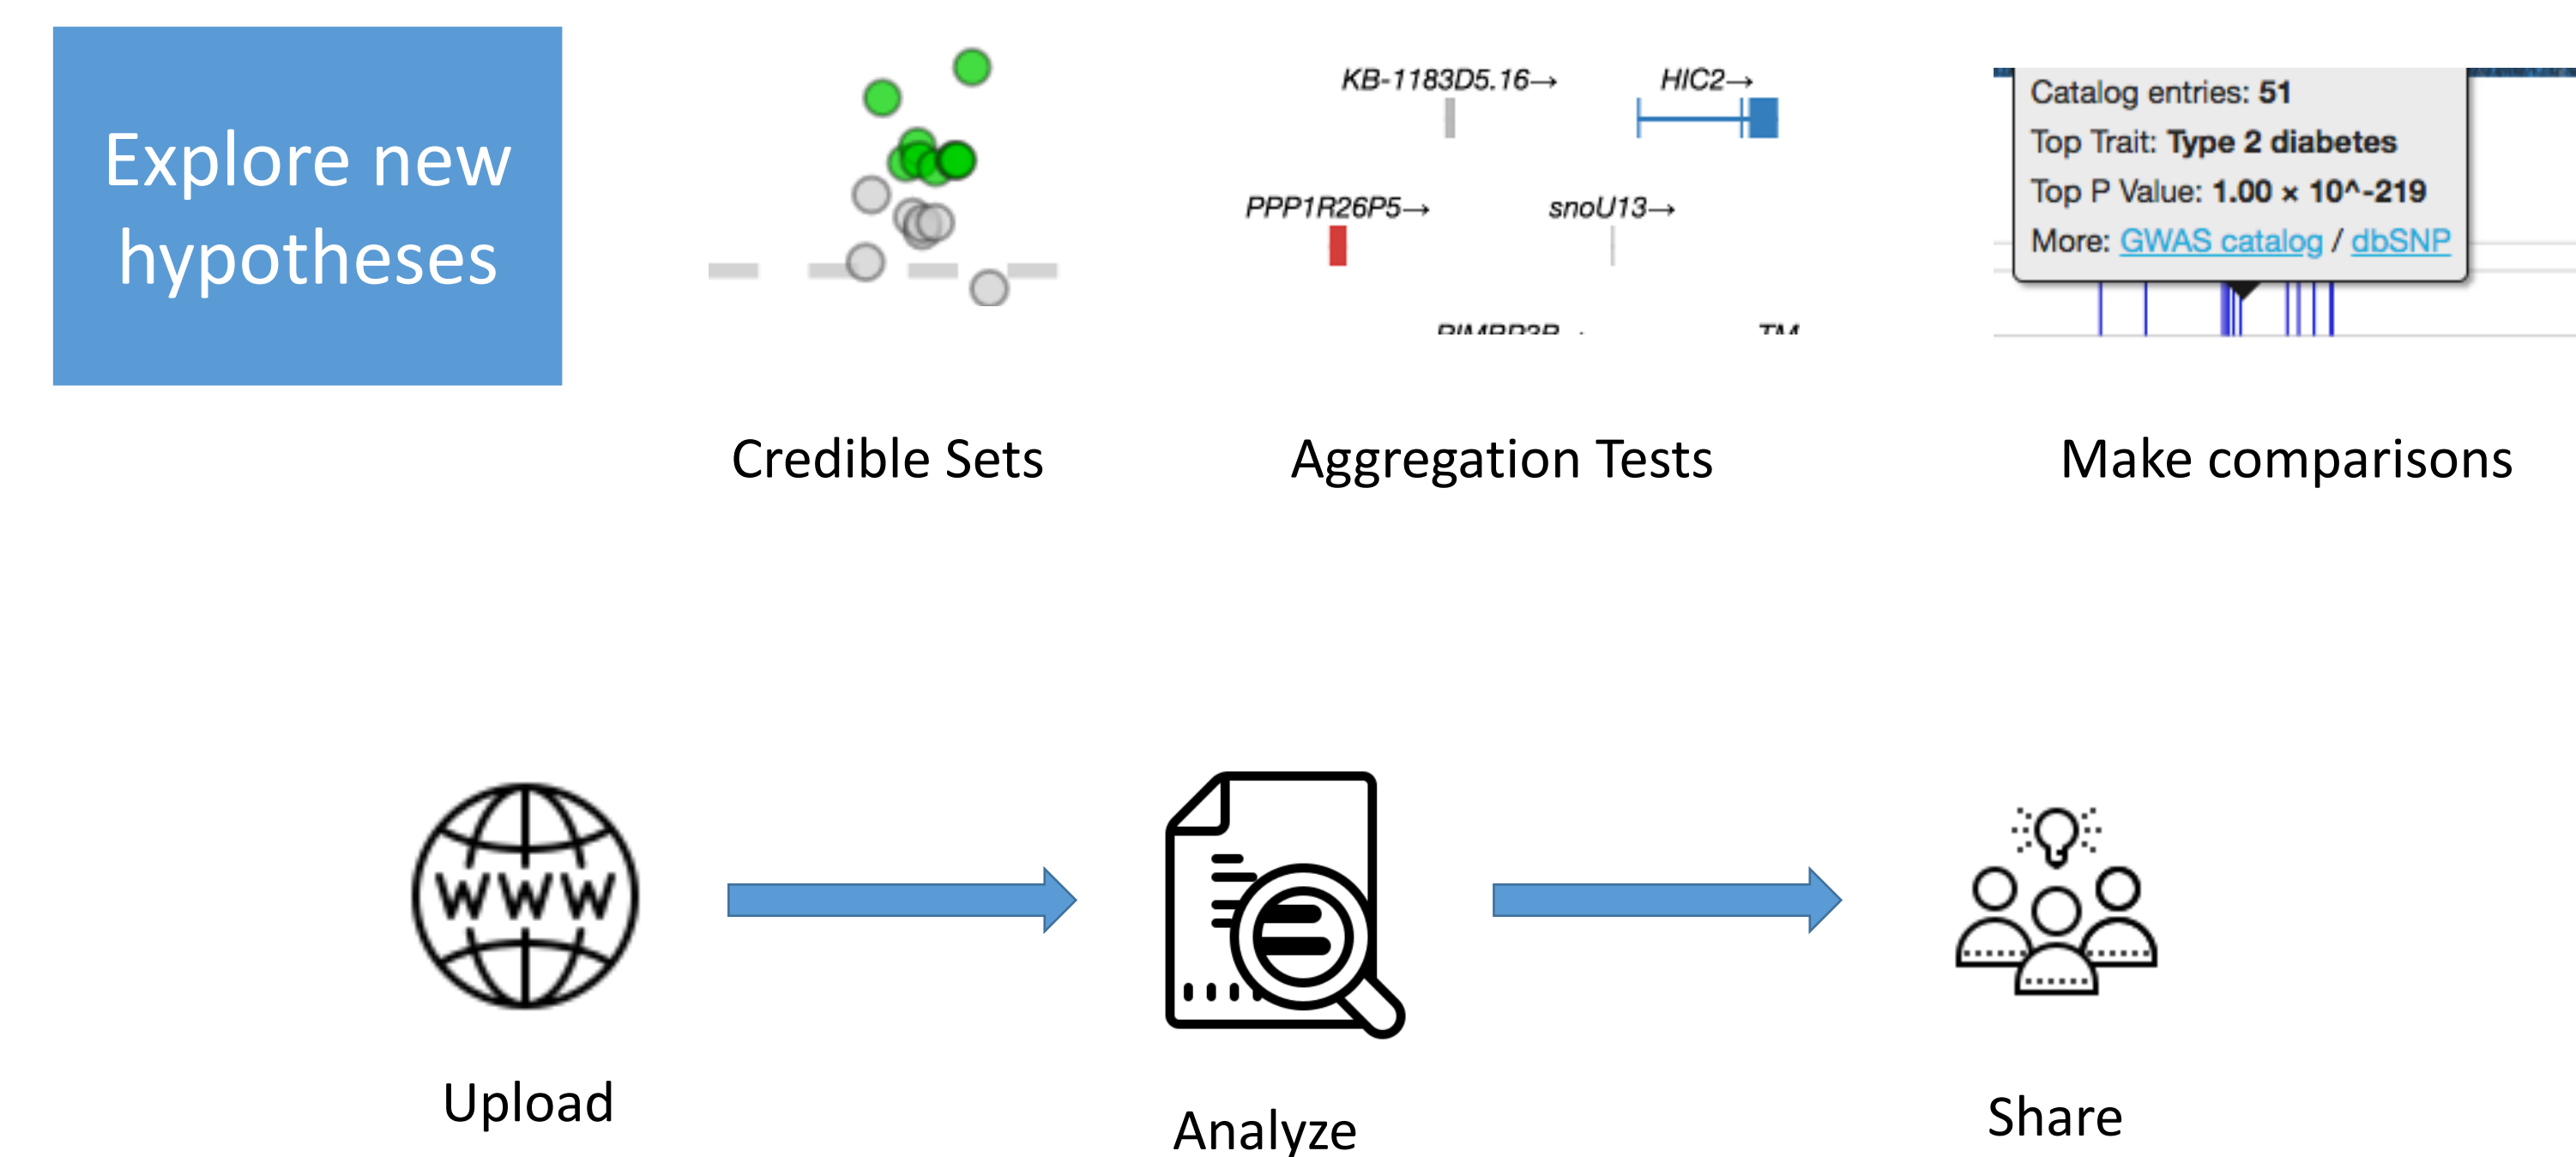 Explore new
hypotheses
KB-1183D5.16→
HIC2→
PPP1R26P5→
snoU13→
Catalog entries: 51
Top Trait: Type 2 diabetes
Top P Value: 1.00 × 10^-219
More: GWAS catalog / dbSNP
Credible Sets
Aggregation Tests
Make comparisons
WWW
Upload
Analyze
Share